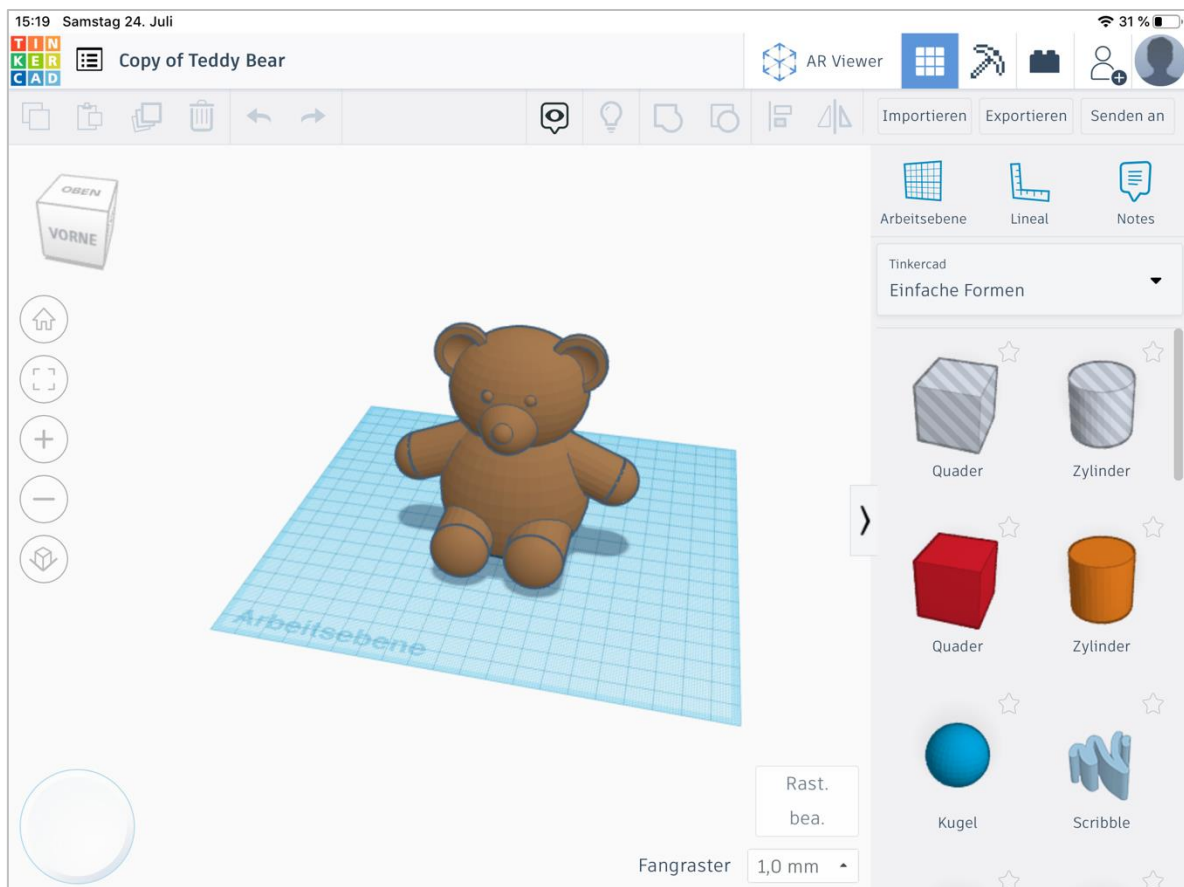 15:19 Samstag 24. Juli
31 %
TIN
KER
CAD
Copy of Teddy Bear
AR Viewer
Importieren
Exportieren
Senden an
OBEN
VORNE
Arbeitsebene
Lineal
Notes
Tinkercad
Einfache Formen
Quader
Zylinder
Quader
Zylinder
Kugel
Scribble
Arbeitsebene
Rast.
bea.
Fangraster 1,0 mm